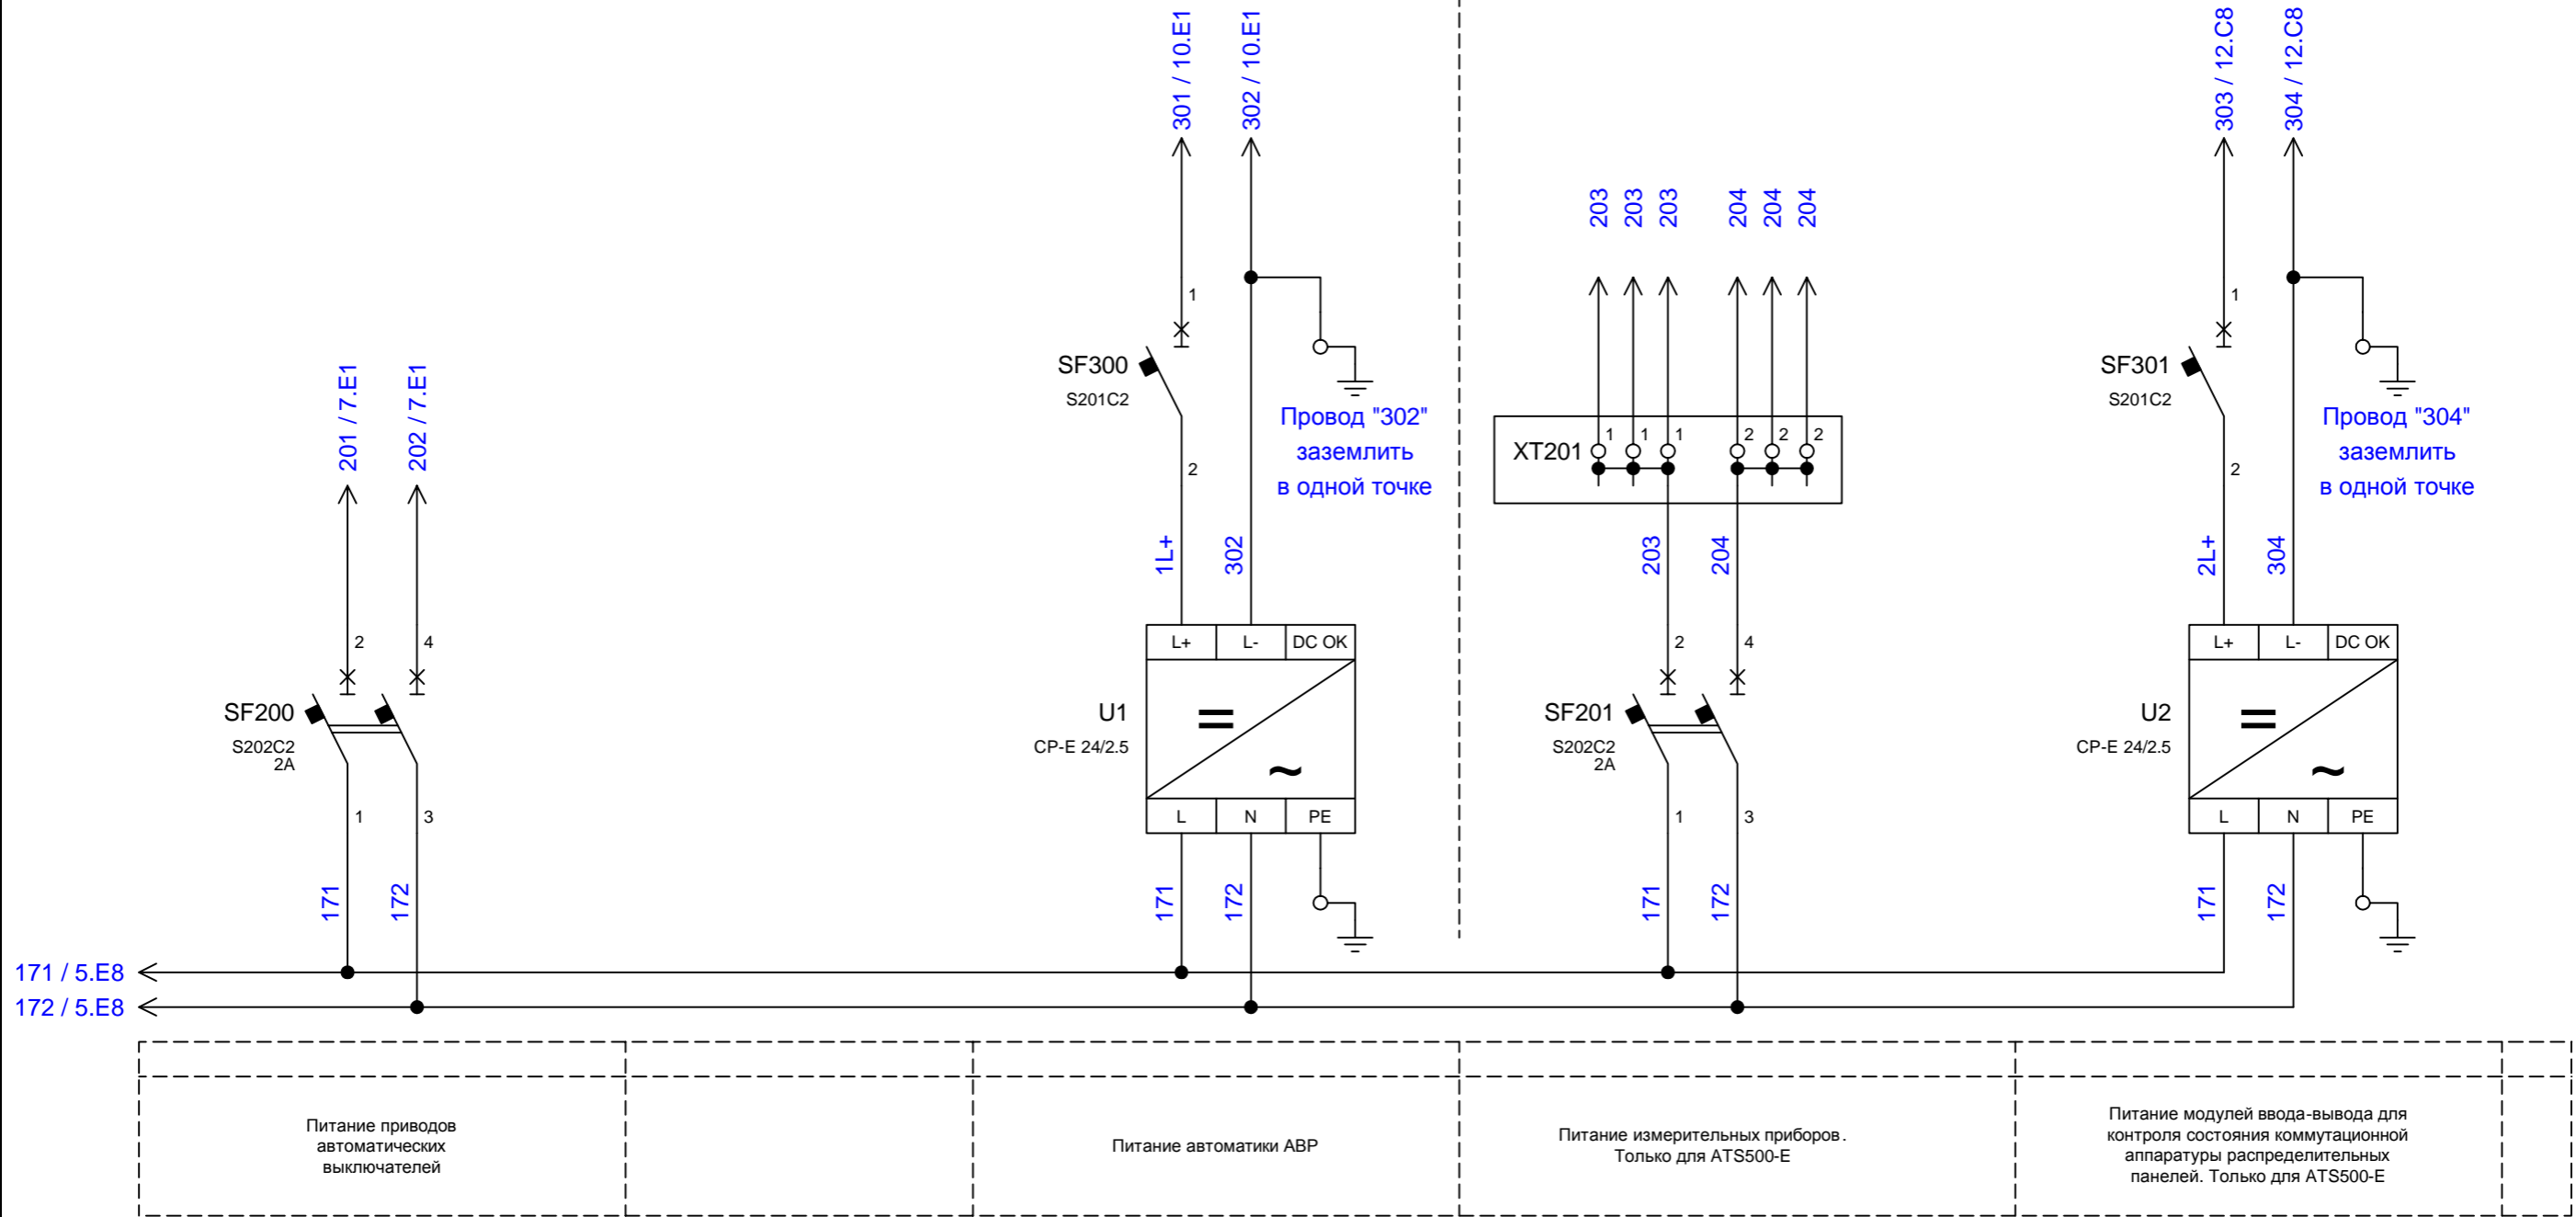 301 / 10.E1
302 / 10.E1
303 / 12.C8
304 / 12.C8
203
203
203
204
204
204
1
1
SF300
S201C2
SF301
S201C2
201 / 7.E1
202 / 7.E1
Провод "302"
заземлить
в одной точке
Провод "304"
заземлить
в одной точке
XT201
1
1
1
2
2
2
2
2
1L+
302
203
204
2L+
304
2
4
L+
L-
DC OK
2
4
L+
L-
DC OK
SF200
S202C2
2A
U1
CP-E 24/2.5
=
~
SF201
S202C2
2A
U2
CP-E 24/2.5
=
~
1
3
L
N
PE
1
3
L
N
PE
171
172
171
172
171
172
171
172
171 / 5.E8
172 / 5.E8
Питание приводов
автоматических
выключателей
Питание автоматики АВР
Питание измерительных приборов.
Только для ATS500-E
Питание модулей ввода-вывода для
контроля состояния коммутационной
аппаратуры распределительных
панелей. Только для ATS500-E